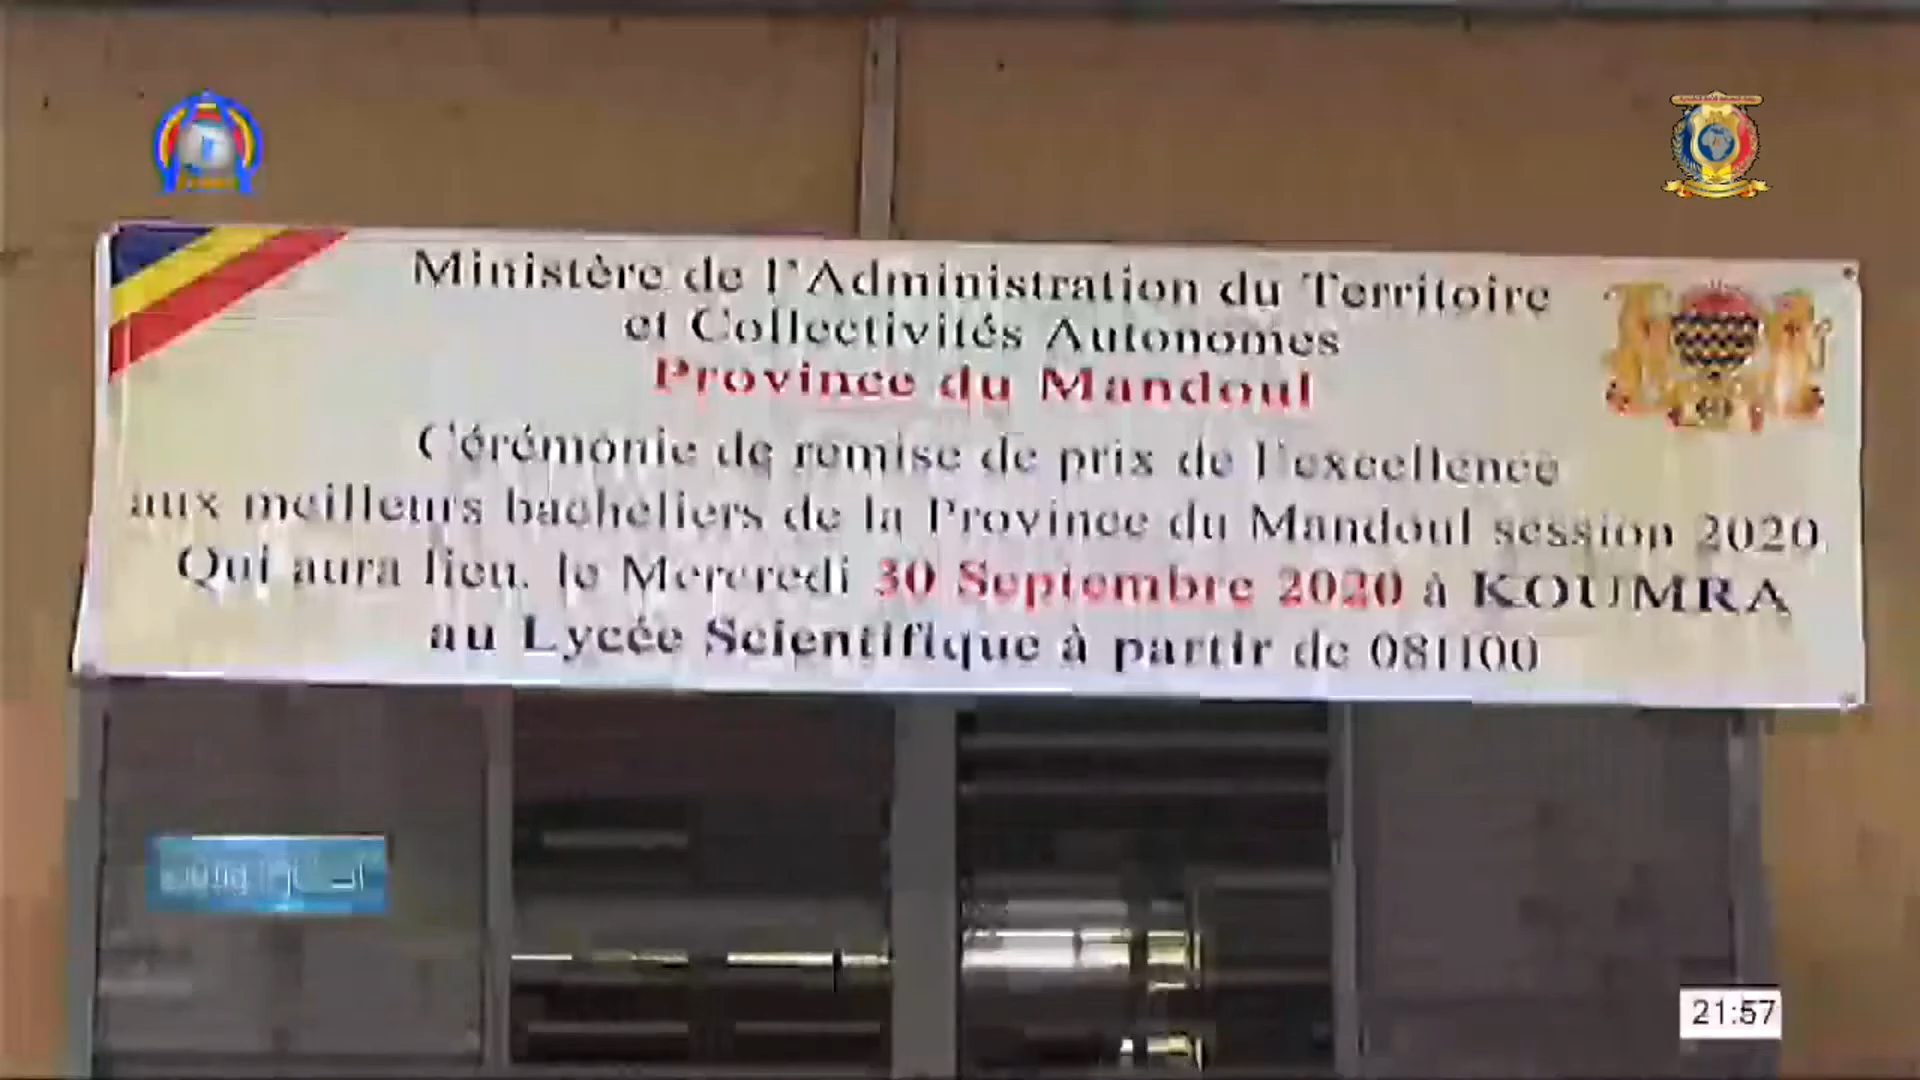 Ministère de l'Administration du Territoire
et Collectivités Autonomes
Province du Mandoul
Cérémonie de remise de prix de l'excellence
aux meilleurs bacheliers de la Province du Mandoul session 2020
Qui aura lieu, le Mercredi 30 Septembre 2020 à KOUMRA
au Lycée Scientifique à partir de 08H00
21:57